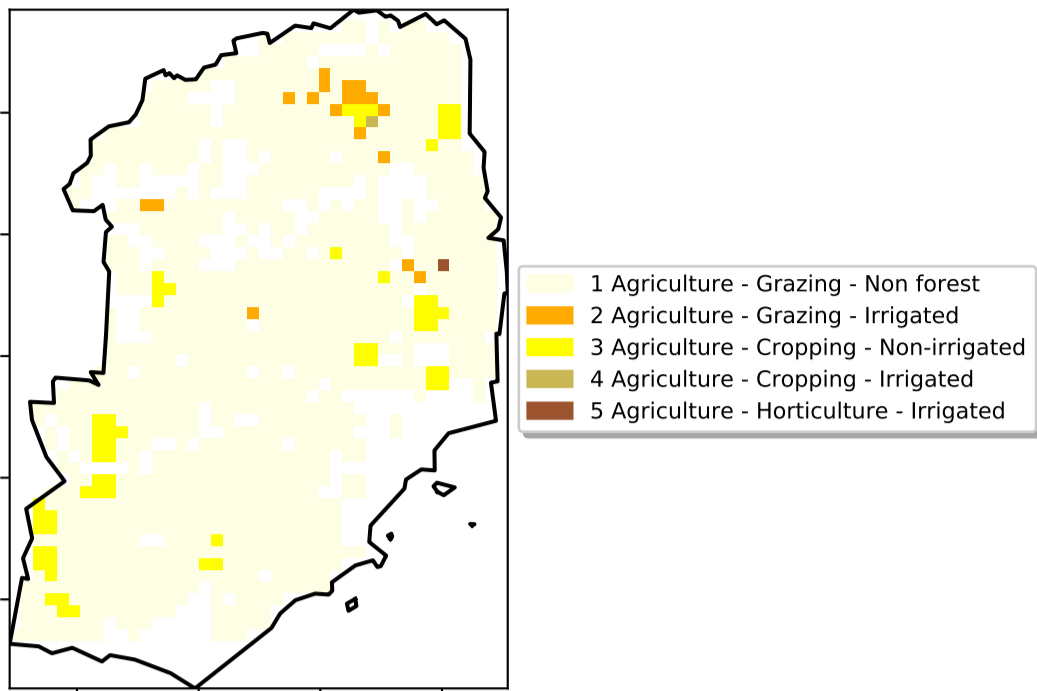 1 Agriculture - Grazing - Non forest
2 Agriculture - Grazing - Irrigated
3 Agriculture - Cropping - Non-irrigated
4 Agriculture - Cropping - Irrigated
5 Agriculture - Horticulture - Irrigated